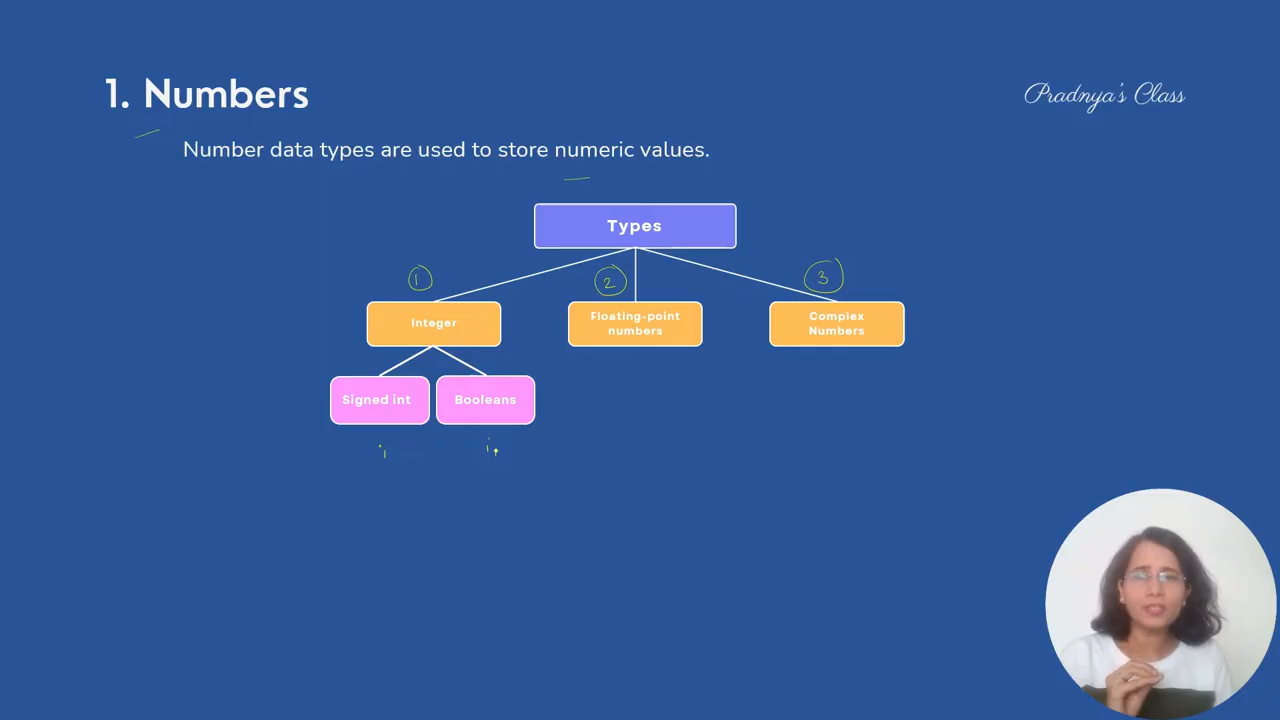 1. Numbers
Pradnya's Class
Number data types are used to store numeric values.
Types
1
2
3
Integer
Floating-point
numbers
Complex
Numbers
Signed int
Booleans